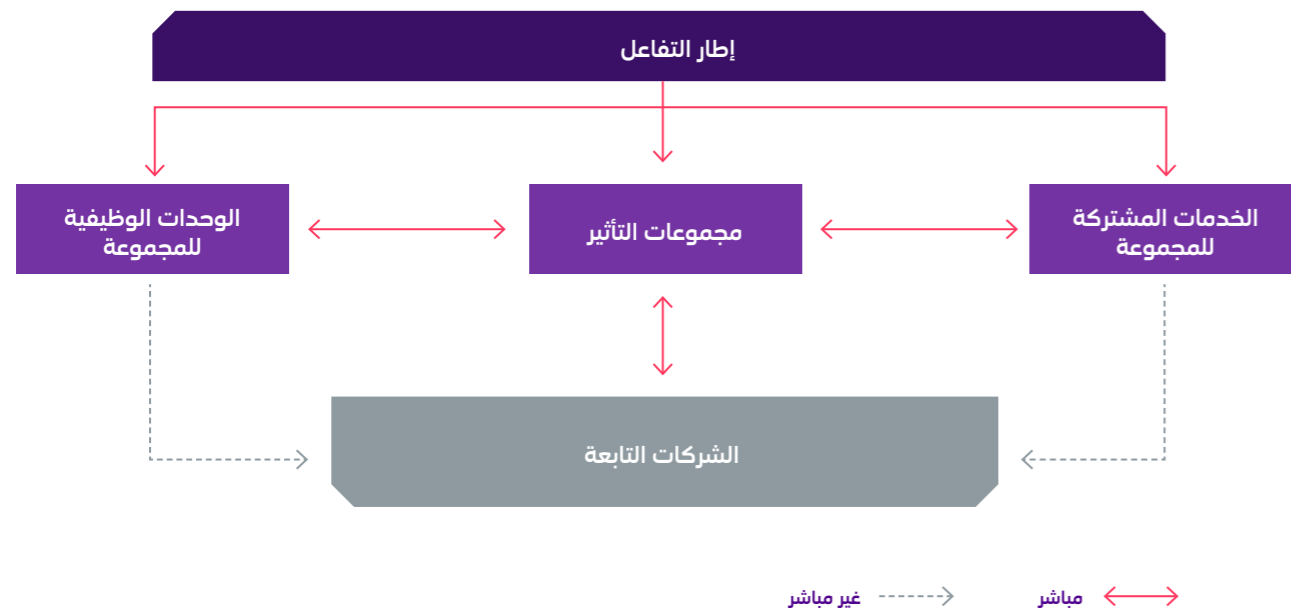 إطار التفاعل
الخدمات المشتركة
للمجموعة
مجموعات التأثير
الوحدات الوظيفية
للمجموعة
الشركات التابعة
مباشر
غير مباشر